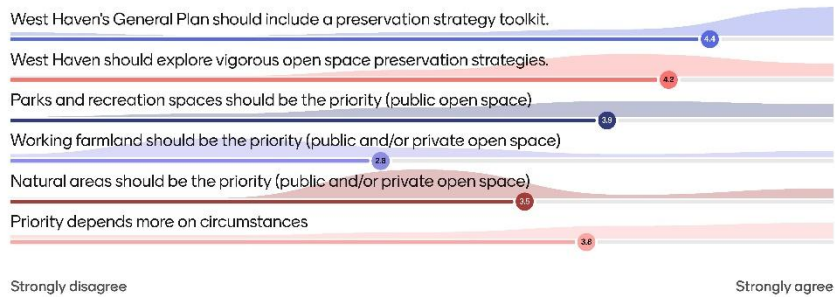 West Haven's General Plan should include a preservation strategy toolkit.
4.4
West Haven should explore vigorous open space preservation strategies.
4.2
Parks and recreation spaces should be the priority (public open space)
3.9
Working farmland should be the priority (public and/or private open space)
2.8
Natural areas should be the priority (public and/or private open space)
3.5
Priority depends more on circumstances
3.8
Strongly disagree
Strongly agree